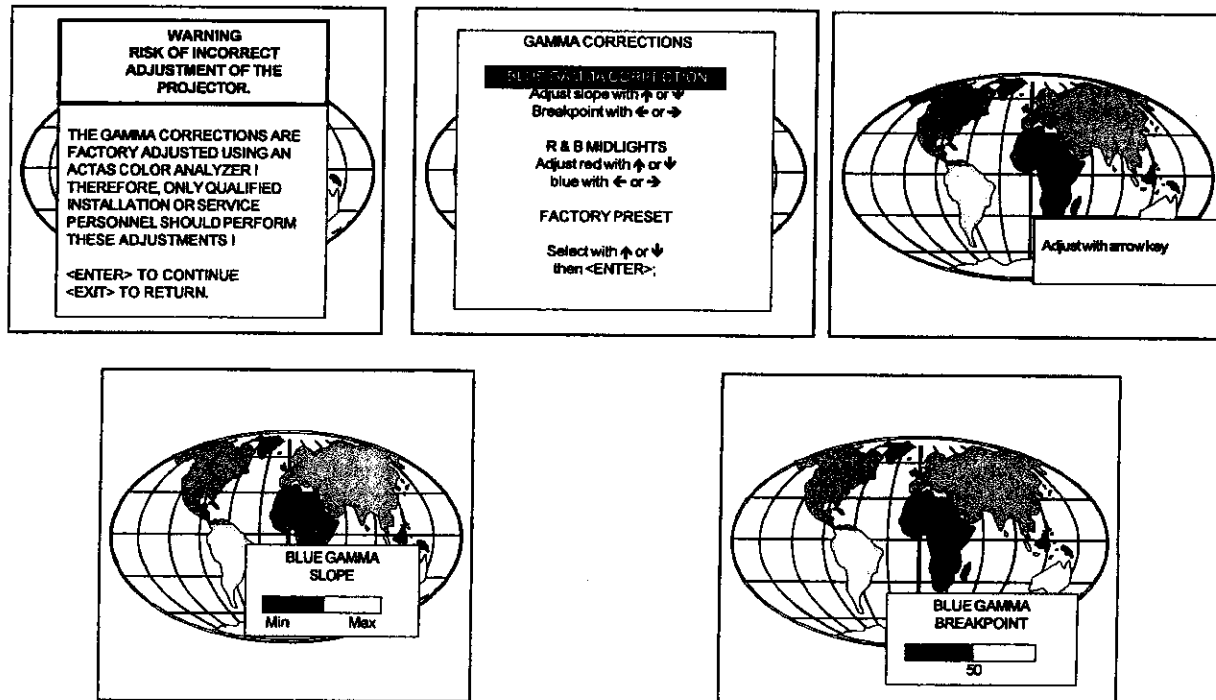 WARNING
RISK OF INCORRECT
ADJUSTMENT OF THE
PROJECTOR.
THE GAMMA CORRECTIONS ARE
FACTORY ADJUSTED USING AN
ACTAS COLOR ANALYZER !
THEREFORE, ONLY QUALIFIED
INSTALLATION OR SERVICE
PERSONNEL SHOULD PERFORM
THESE ADJUSTMENTS !
<ENTER> TO CONTINUE
<EXIT> TO RETURN.
GAMMA CORRECTIONS
BLUE GAMMA CORRECTION
Adjust slope with ↑ or ↓
Breakpoint with ← or →
R & B MIDLIGHTS
Adjust red with ↑ or ↓
blue with ← or →
FACTORY PRESET
Select with ↑ or ↓
then <ENTER>;
Adjust with arrow key
BLUE GAMMA
SLOPE
Min Max
BLUE GAMMA
BREAKPOINT
50